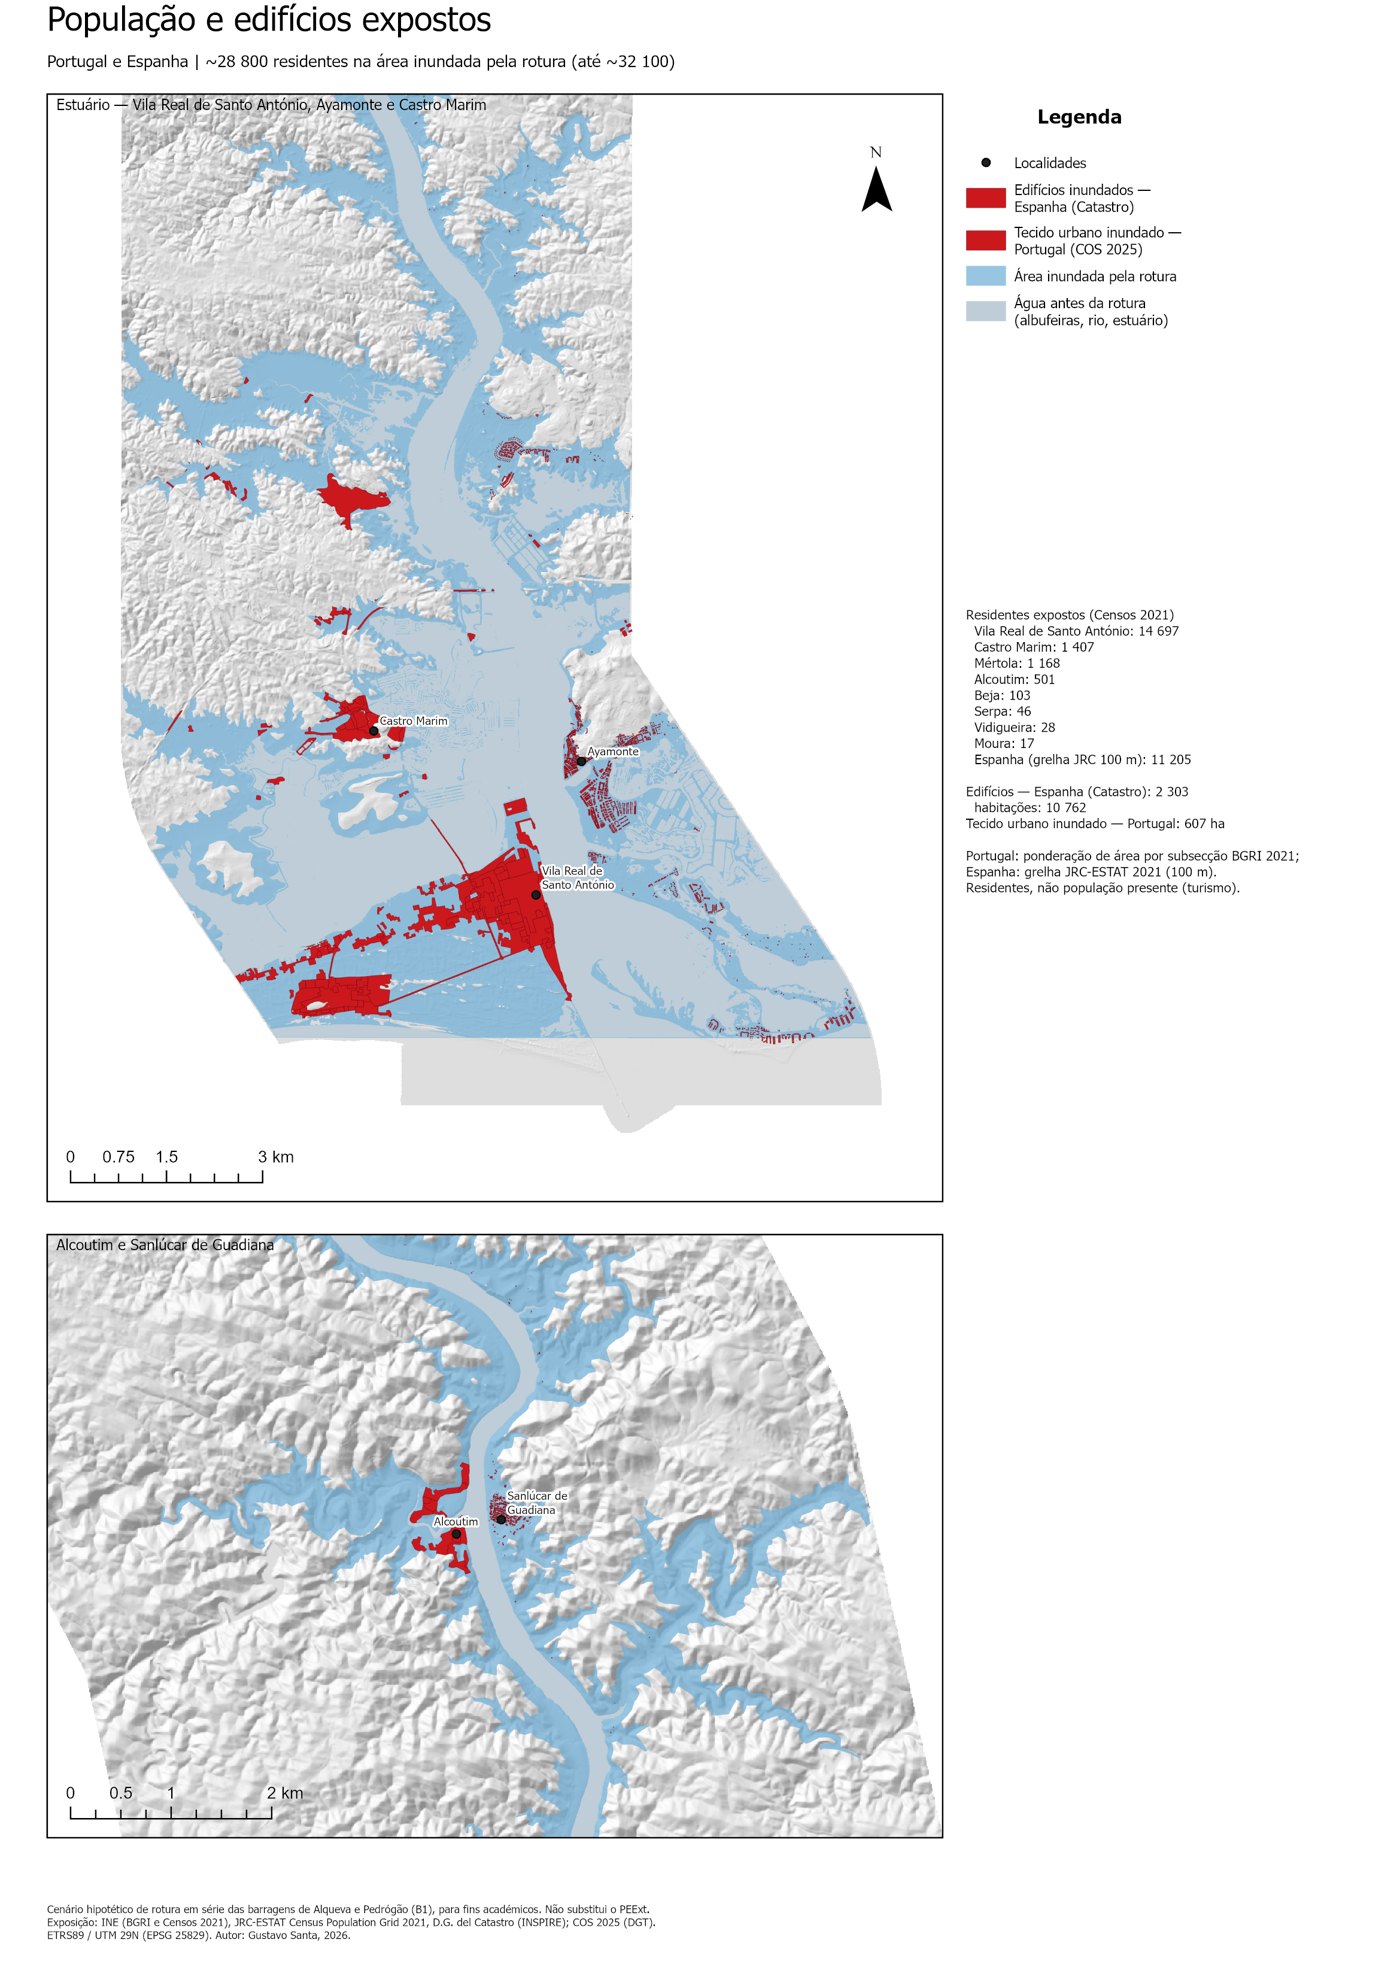 População e edifícios expostos
Portugal e Espanha | ~28 800 residentes na área inundada pela rotura (até ~32 100)
Estuário — Vila Real de Santo António, Ayamonte e Castro Marim
N
Castro Marim
Ayamonte
Vila Real de
Santo António
0 0.75 1.5 3 km
Legenda
Localidades
Edifícios inundados —
Espanha (Catastro)
Tecido urbano inundado —
Portugal (COS 2025)
Área inundada pela rotura
Água antes da rotura
(albufeiras, rio, estuário)
Residentes expostos (Censos 2021)
Vila Real de Santo António: 14 697
Castro Marim: 1 407
Mértola: 1 168
Alcoutim: 501
Beja: 103
Serpa: 46
Vidigueira: 28
Moura: 17
Espanha (grelha JRC 100 m): 11 205
Edifícios — Espanha (Catastro): 2 303
habitações: 10 762
Tecido urbano inundado — Portugal: 607 ha
Portugal: ponderação de área por subsecção BGRI 2021;
Espanha: grelha JRC-ESTAT 2021 (100 m).
Residentes, não população presente (turismo).
Alcoutim e Sanlúcar de Guadiana
Sanlúcar de
Guadiana
Alcoutim
0 0.5 1 2 km
Cenário hipotético de rotura em série das barragens de Alqueva e Pedrógão (B1), para fins académicos. Não substitui o PEExt.
Exposição: INE (BGRI e Censos 2021), JRC-ESTAT Census Population Grid 2021, D.G. del Catastro (INSPIRE); COS 2025 (DGT).
ETRS89 / UTM 29N (EPSG 25829). Autor: Gustavo Santa, 2026.